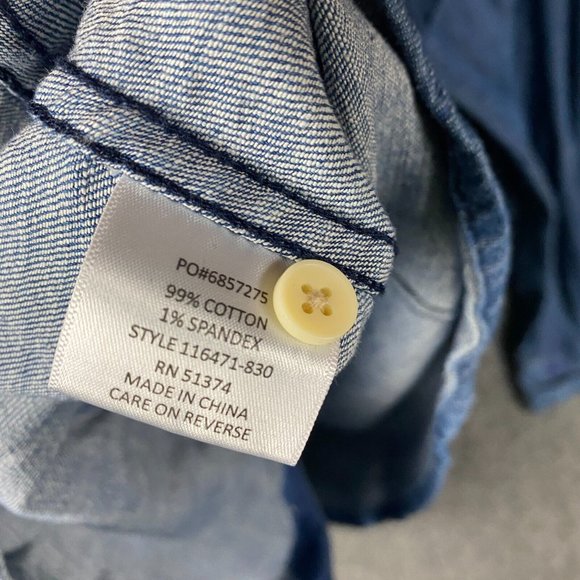 PO#6857275
99% COTTON
1% SPANDEX
STYLE 116471-830
RN 51374
MADE IN CHINA
CARE ON REVERSE